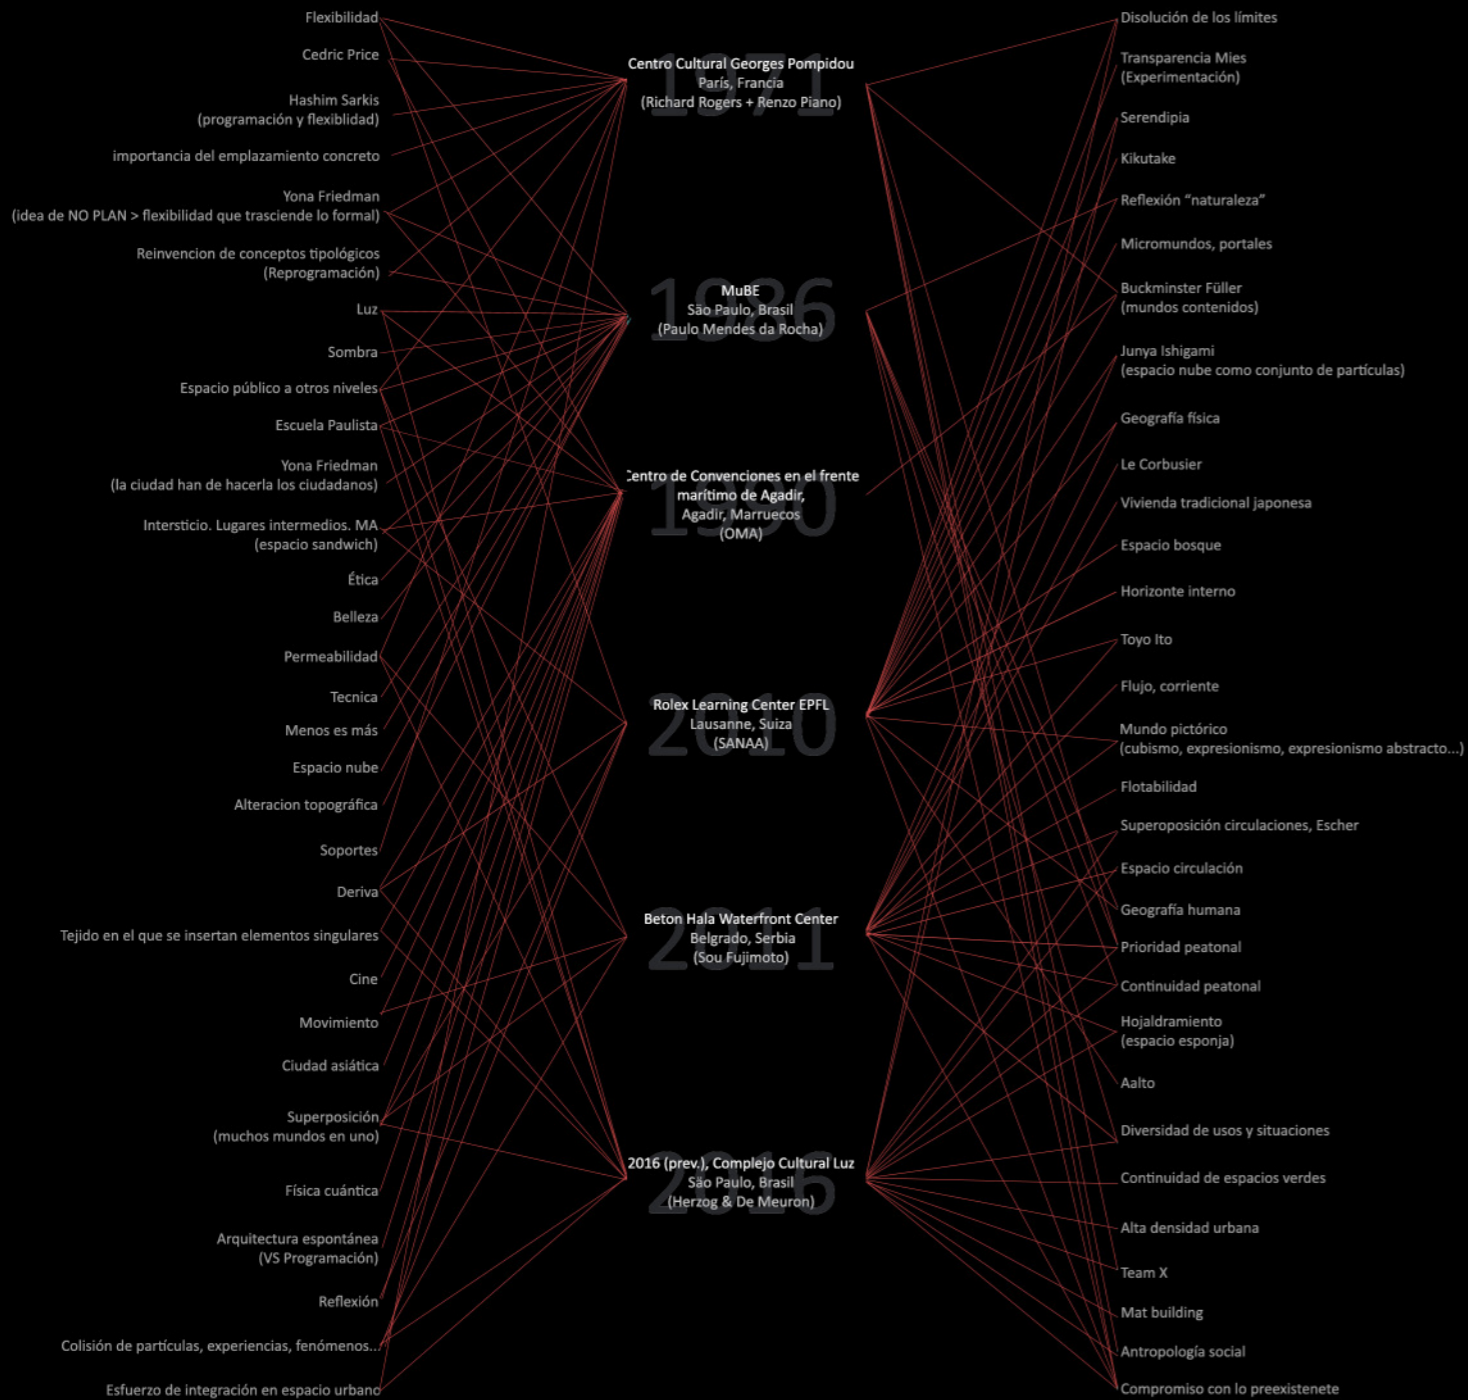 Flexibilidad
Cedric Price
Hashim Sarkis
(programación y flexiblidad)
importancia del emplazamiento concreto
Yona Friedman
(idea de NO PLAN > flexibilidad que trasciende lo formal)
Reinvencion de conceptos tipológicos
(Reprogramación)
Luz
Sombra
Espacio público a otros niveles
Escuela Paulista
Yona Friedman
(la ciudad han de hacerla los ciudadanos)
Intersticio. Lugares intermedios. MA
(espacio sandwich)
Ética
Belleza
Permeabilidad
Tecnica
Menos es más
Espacio nube
Alteracion topográfica
Soportes
Deriva
Tejido en el que se insertan elementos singulares
Cine
Movimiento
Ciudad asiática
Superposición
(muchos mundos en uno)
Física cuántica
Arquitectura espontánea
(VS Programación)
Reflexión
Colisión de partículas, experiencias, fenómenos...
Esfuerzo de integración en espacio urbano
1971
Centro Cultural Georges Pompidou
París, Francia
(Richard Rogers + Renzo Piano)
1986
MuBE
São Paulo, Brasil
(Paulo Mendes da Rocha)
1990
Centro de Convenciones en el frente
marítimo de Agadir,
Agadir, Marruecos
(OMA)
2010
Rolex Learning Center EPFL
Lausanne, Suiza
(SANAA)
2011
Beton Hala Waterfront Center
Belgrado, Serbia
(Sou Fujimoto)
2016
2016 (prev.), Complejo Cultural Luz
São Paulo, Brasil
(Herzog & De Meuron)
Disolución de los límites
Transparencia Mies
(Experimentación)
Serendipia
Kikutake
Reflexión “naturaleza”
Micromundos, portales
Buckminster Füller
(mundos contenidos)
Junya Ishigami
(espacio nube como conjunto de partículas)
Geografía física
Le Corbusier
Vivienda tradicional japonesa
Espacio bosque
Horizonte interno
Toyo Ito
Flujo, corriente
Mundo pictórico
(cubismo, expresionismo, expresionismo abstracto...)
Flotabilidad
Superoposición circulaciones, Escher
Espacio circulación
Geografía humana
Prioridad peatonal
Continuidad peatonal
Hojaldramiento
(espacio esponja)
Aalto
Diversidad de usos y situaciones
Continuidad de espacios verdes
Alta densidad urbana
Team X
Mat building
Antropología social
Compromiso con lo preexistenete